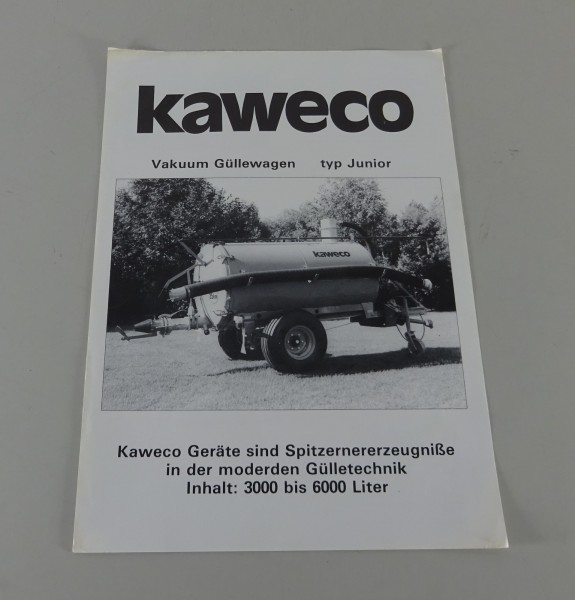 kaweco
Vakuum Güllewagen typ Junior
kaweco
Kaweco Geräte sind Spitzernererzeugniße
in der moderden Gülletechnik
Inhalt: 3000 bis 6000 Liter